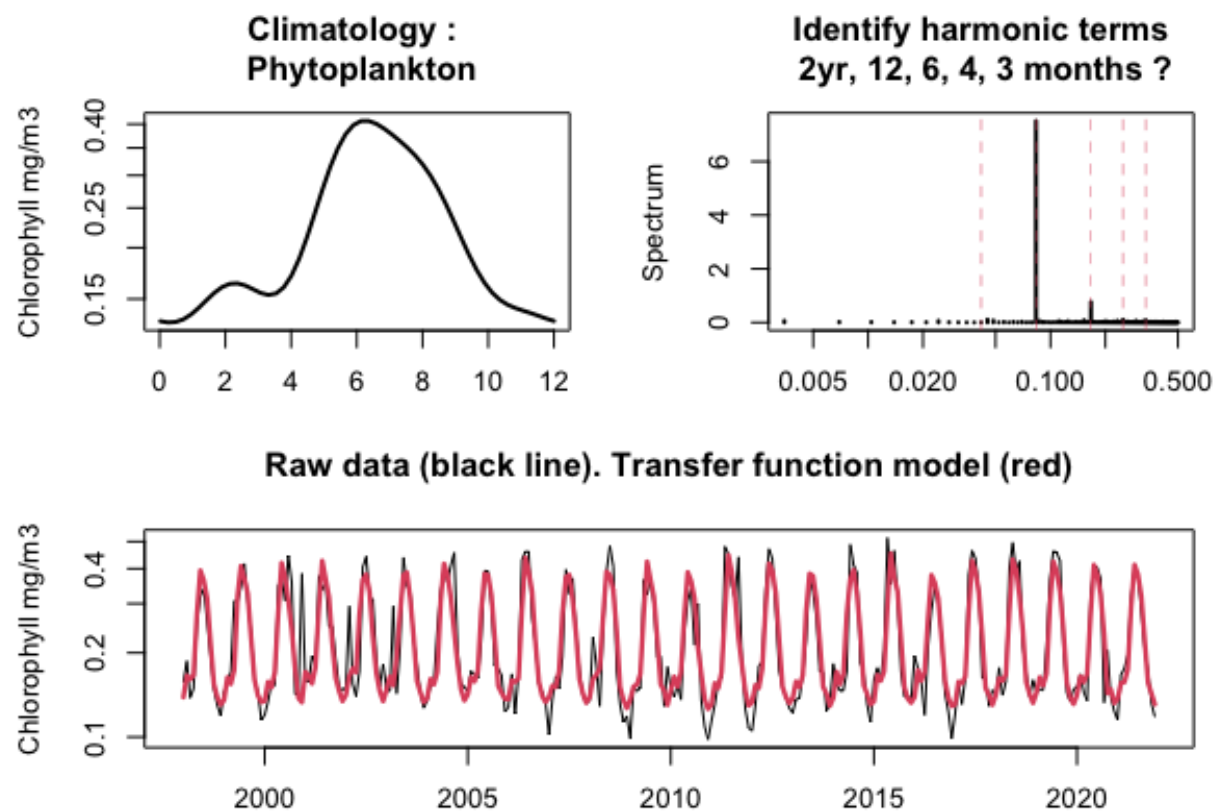 Climatology :
Phytoplankton
Chlorophyll mg/m3
0.40
0.25
0.15
0 2 4 6 8 10 12
Identify harmonic terms
2yr, 12, 6, 4, 3 months ?
Spectrum
6
4
2
0
0.005 0.020 0.100 0.500
Raw data (black line). Transfer function model (red)
Chlorophyll mg/m3
0.4
0.2
0.1
2000 2005 2010 2015 2020